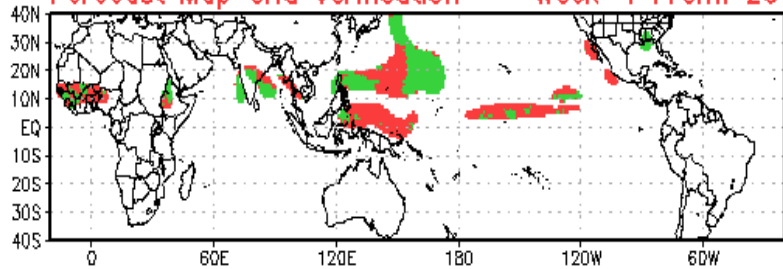 Forecast Map and Verification Week-1 From: 20
40N
30N
20N
10N
EQ
10S
20S
30S
40S
0 60E 120E 180 120W 60W